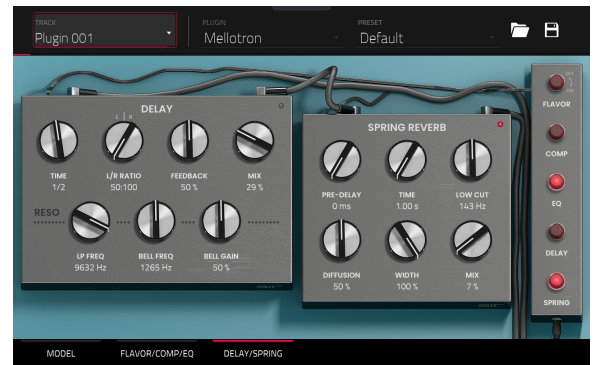 TRACK
Plugin 001
PLUGIN
Mellotron
PRESET
Default
DELAY
L | R
TIME
1/2
L/R RATIO
50:100
FEEDBACK
50 %
MIX
29 %
RESO
LP FREQ
9632 Hz
BELL FREQ
1265 Hz
BELL GAIN
50 %
SPRING REVERB
PRE-DELAY
0 ms
TIME
1.00 s
LOW CUT
143 Hz
DIFFUSION
50 %
WIDTH
100 %
MIX
7 %
OFF
ON
FLAVOR
COMP
EQ
DELAY
SPRING
MODEL
FLAVOR/COMP/EQ
DELAY/SPRING